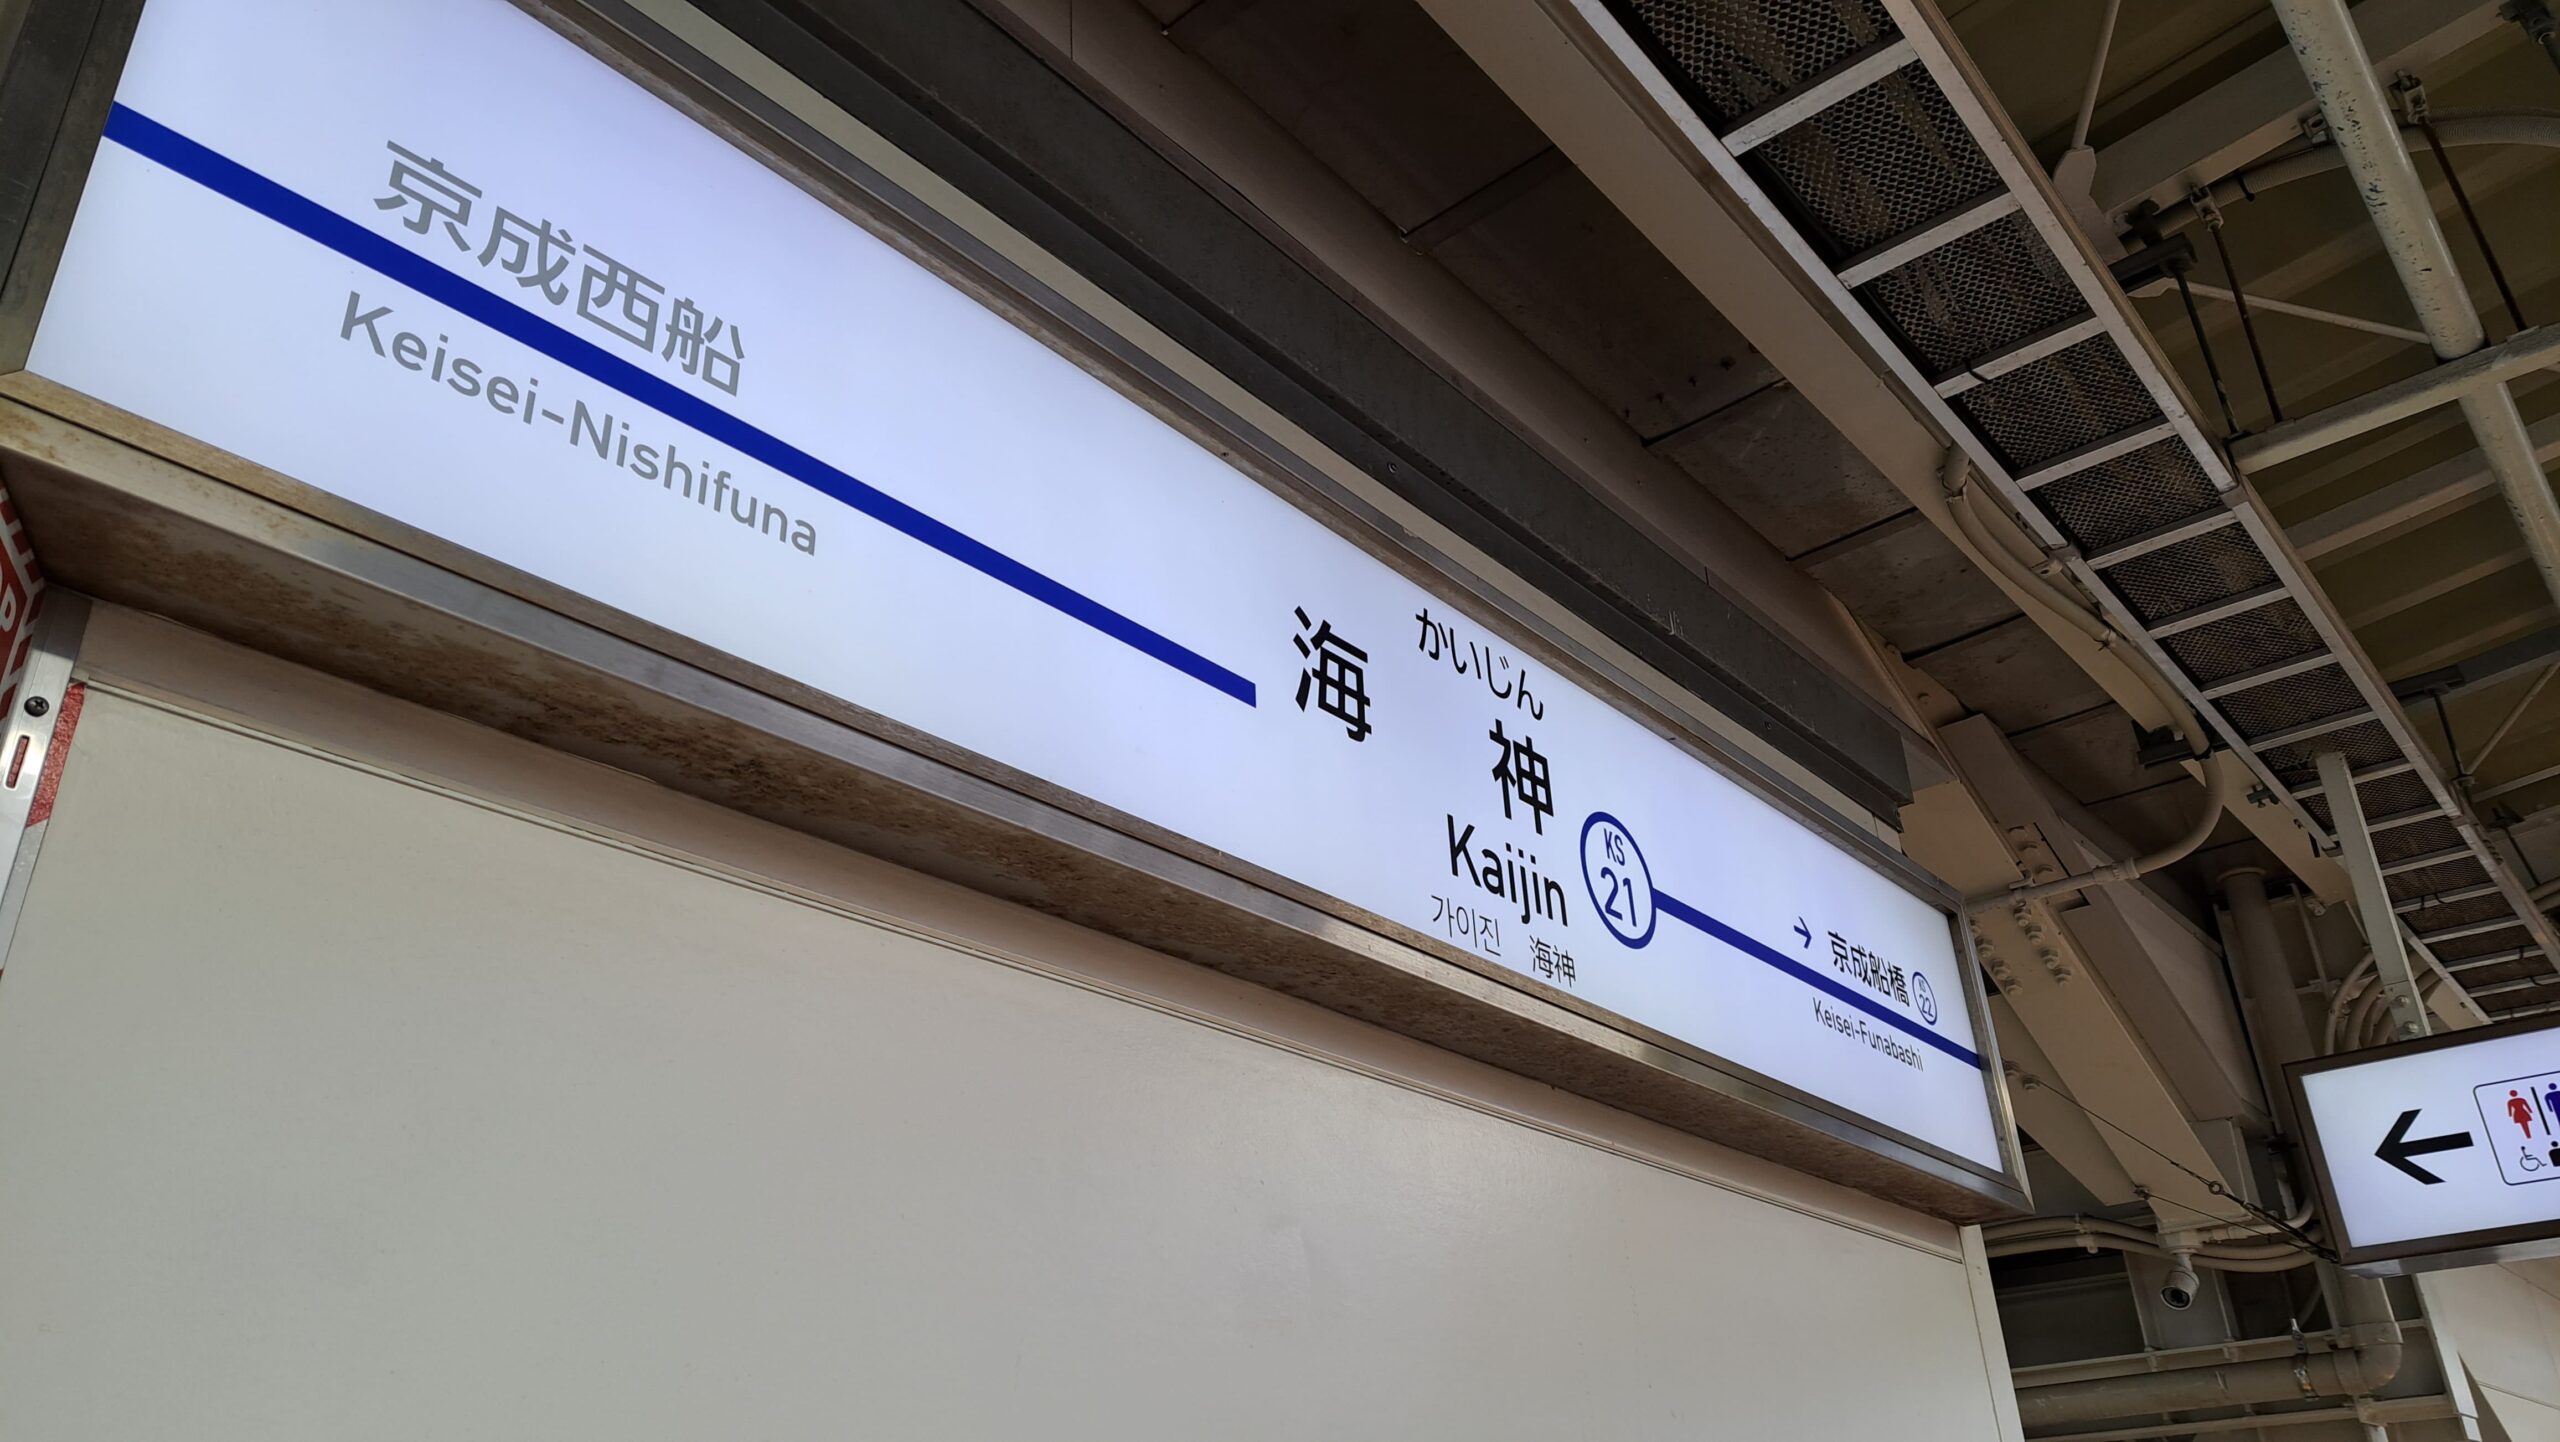 京成西船
Keisei-Nishifuna
かいじん
海神
Kaijin
가이진 海神
KS
21
→ 京成船橋
KS
22
Keisei-Funabashi
←